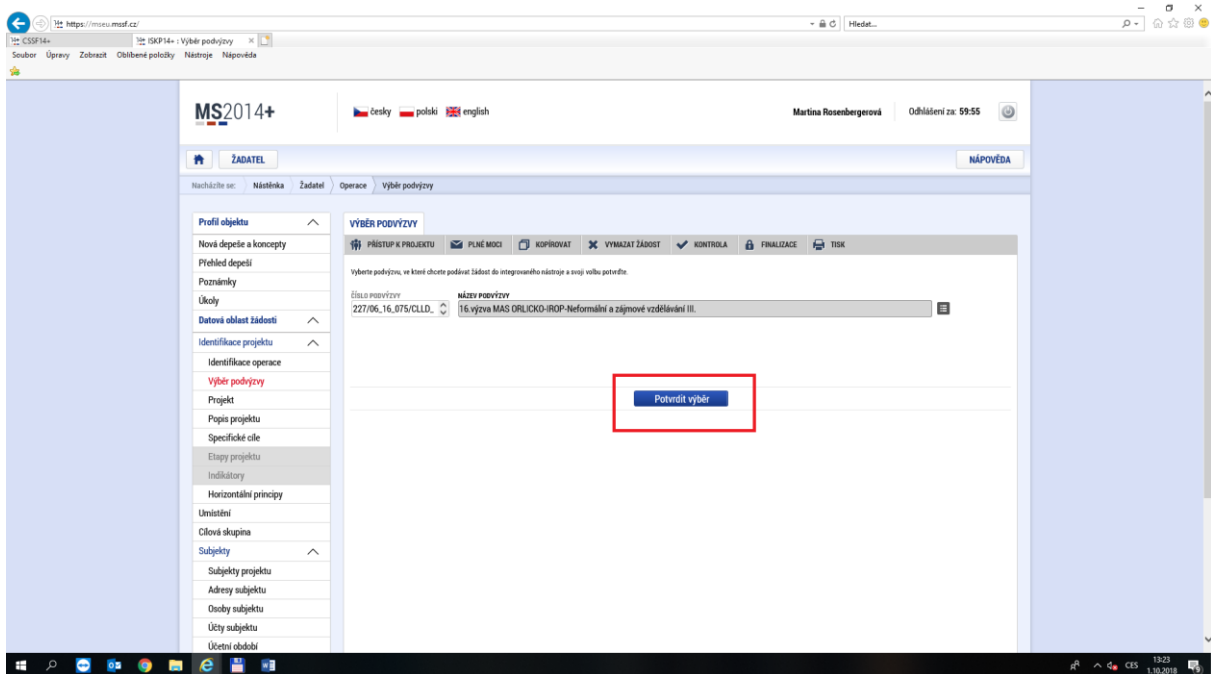 https://mseu.mssf.cz/
Hledat...
CSSF14+
ISKP14+ : Výběr podvýzvy
Soubor Úpravy Zobrazit Oblíbené položky Nástroje Nápověda
MS2014+
česky polski english
Martina Rosenbergerová
Odhlášení za: 59:55
ŽADATEL
NÁPOVĚDA
Nacházíte se: Nástěnka Žadatel Operace Výběr podvýzvy
Profil objektu
Nová depeše a koncepty
Přehled depeší
Poznámky
Úkoly
Datová oblast žádosti
Identifikace projektu
Identifikace operace
Výběr podvýzvy
Projekt
Popis projektu
Specifické cíle
Etapy projektu
Indikátory
Horizontální principy
Umístění
Cílová skupina
Subjekty
Subjekty projektu
Adresy subjektu
Osoby subjektu
Účty subjektu
Účetní období
VÝBĚR PODVÝZVY
PŘÍSTUP K PROJEKTU PLNÉ MOCI KOPÍROVAT VYMAZAT ŽÁDOST KONTROLA FINALIZACE TISK
Vyberte podvýzvu, ve které chcete podávat žádost do integrovaného nástroje a svoji volbu potvrďte.
ČÍSLO PODVÝZVY
NÁZEV PODVÝZVY
227/06_16_075/CLLD_
16.výzva MAS ORLICKO-IROP-Neformální a zájmové vzdělávání III.
Potvrdit výběr
CES
13:23
1.10.2018